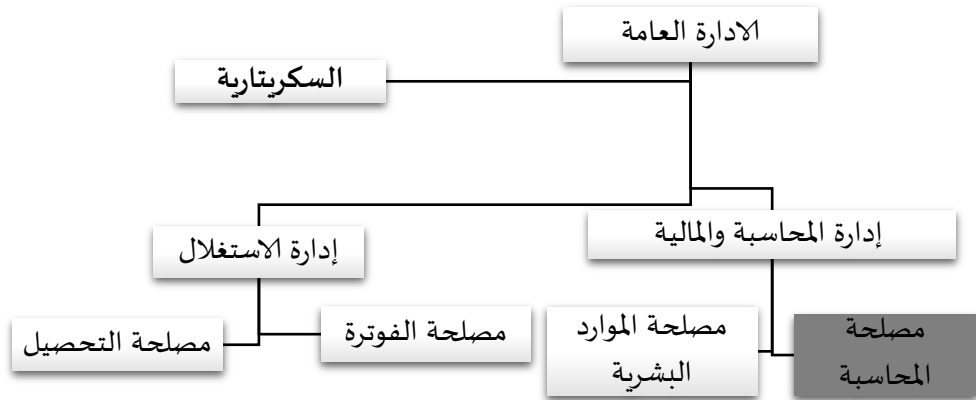 الادارة العامة
السكريتارية
إدارة المحاسبة والمالية
إدارة الاستغلال
مصلحة
المحاسبة
مصلحة الموارد
البشرية
مصلحة الفوترة
مصلحة التحصيل